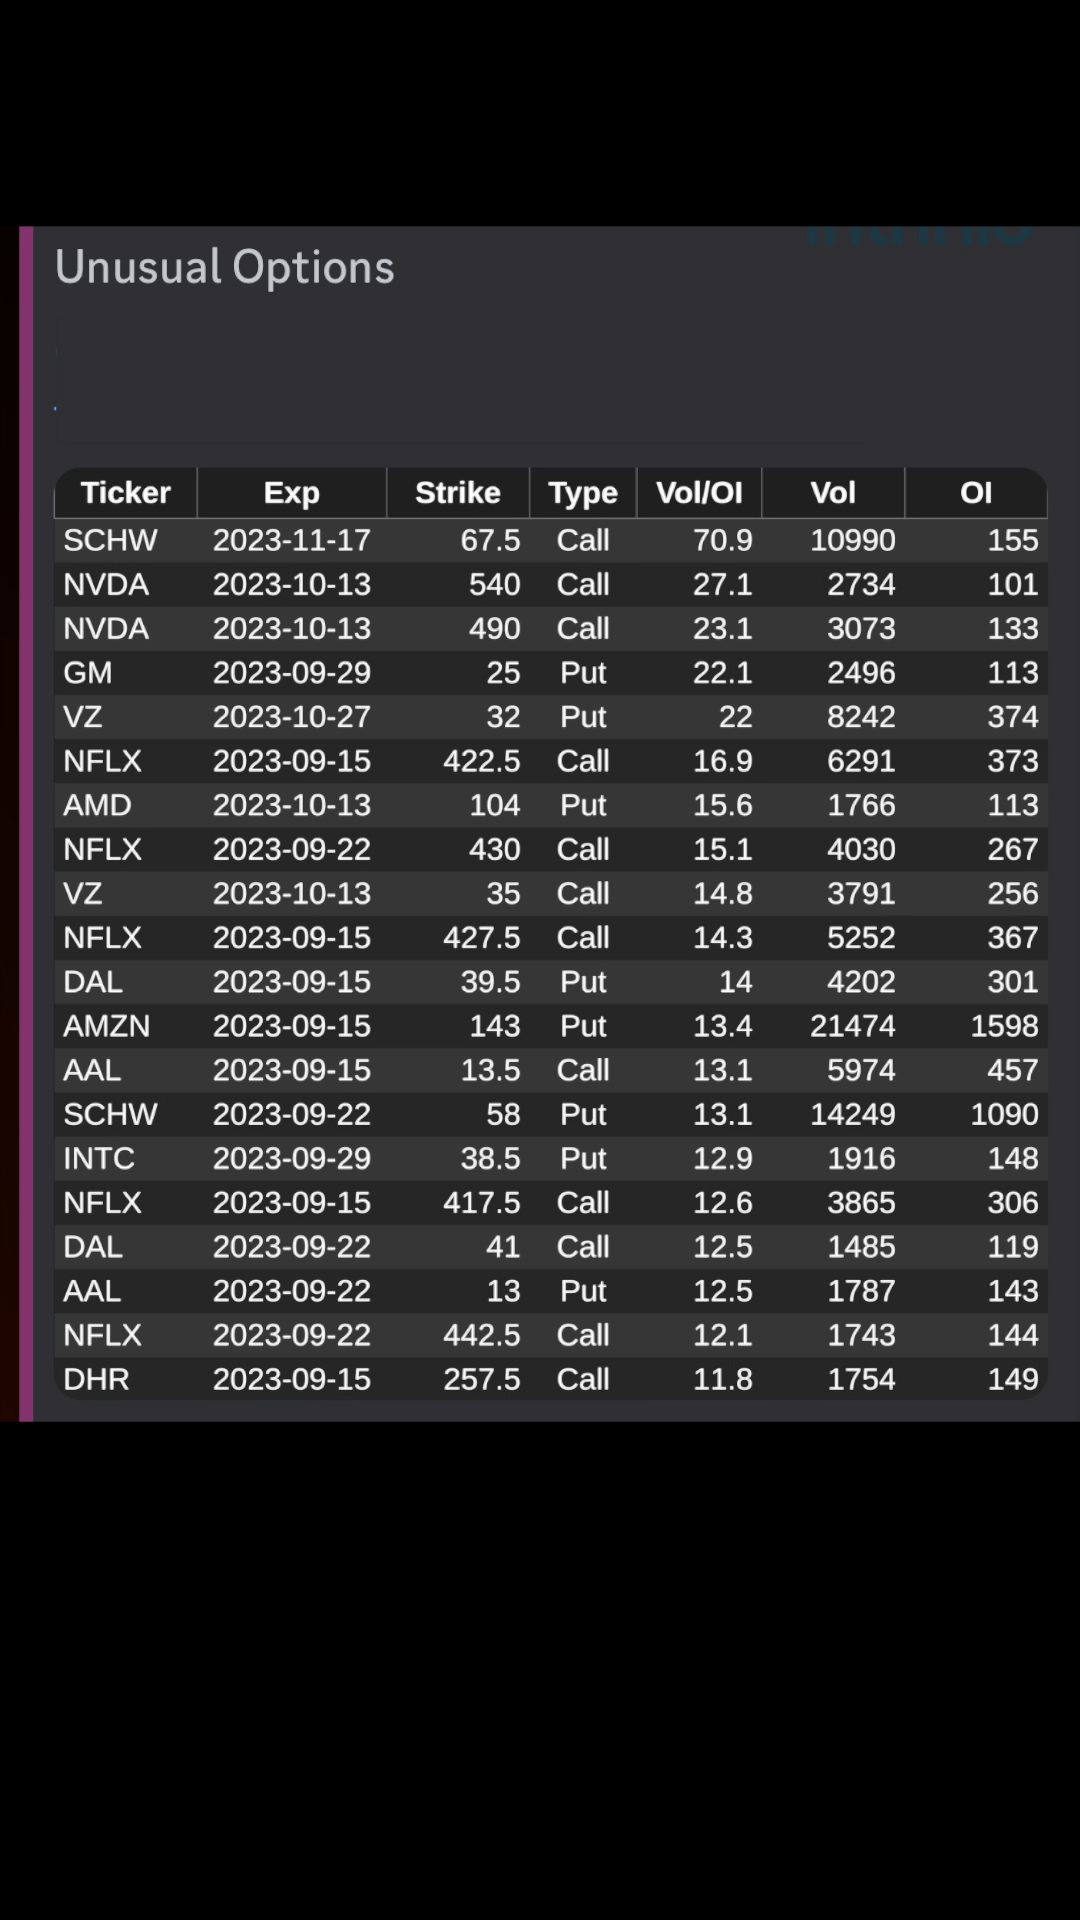 Unusual Options
Ticker Exp Strike Type Vol/OI Vol OI
SCHW 2023-11-17 67.5 Call 70.9 10990 155
NVDA 2023-10-13 540 Call 27.1 2734 101
NVDA 2023-10-13 490 Call 23.1 3073 133
GM 2023-09-29 25 Put 22.1 2496 113
VZ 2023-10-27 32 Put 22 8242 374
NFLX 2023-09-15 422.5 Call 16.9 6291 373
AMD 2023-10-13 104 Put 15.6 1766 113
NFLX 2023-09-22 430 Call 15.1 4030 267
VZ 2023-10-13 35 Call 14.8 3791 256
NFLX 2023-09-15 427.5 Call 14.3 5252 367
DAL 2023-09-15 39.5 Put 14 4202 301
AMZN 2023-09-15 143 Put 13.4 21474 1598
AAL 2023-09-15 13.5 Call 13.1 5974 457
SCHW 2023-09-22 58 Put 13.1 14249 1090
INTC 2023-09-29 38.5 Put 12.9 1916 148
NFLX 2023-09-15 417.5 Call 12.6 3865 306
DAL 2023-09-22 41 Call 12.5 1485 119
AAL 2023-09-22 13 Put 12.5 1787 143
NFLX 2023-09-22 442.5 Call 12.1 1743 144
DHR 2023-09-15 257.5 Call 11.8 1754 149